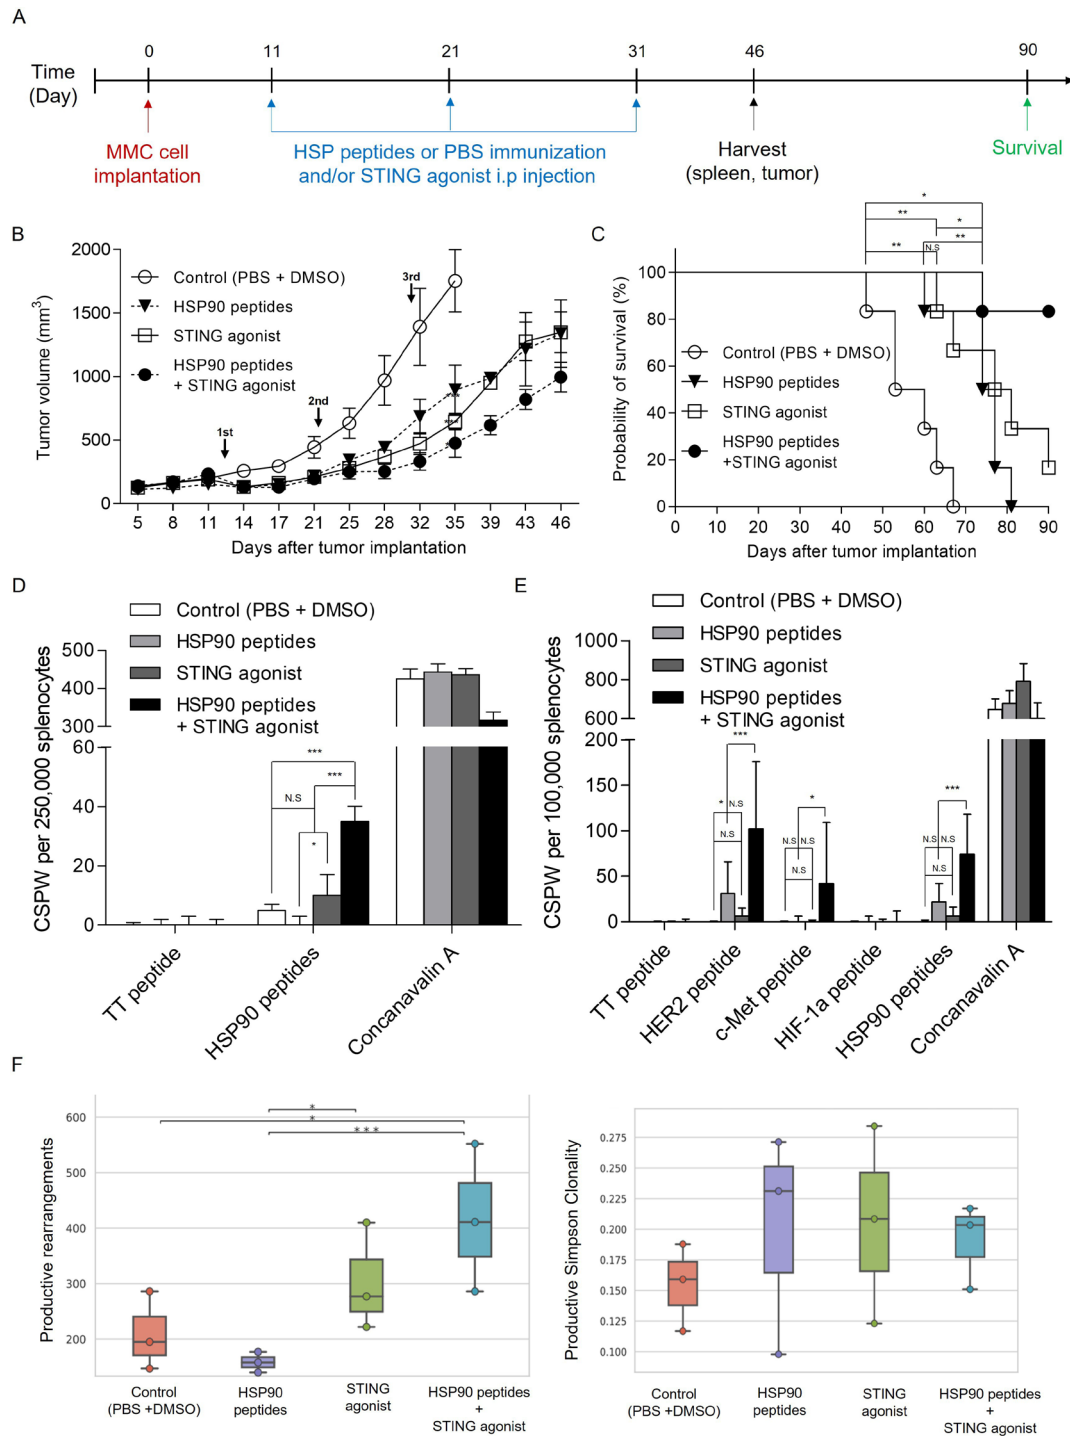 A
0 11 21 31 46 90
Time
(Day)
MMC cell
implantation
HSP peptides or PBS immunization
and/or STING agonist i.p injection
Harvest
(spleen, tumor)
Survival
B
Tumor volume (mm3)
2000
1500
1000
500
0
Control (PBS + DMSO)
HSP90 peptides
STING agonist
HSP90 peptides
+ STING agonist
1st
2nd
3rd
***
5 8 11 14 17 21 25 28 32 35 39 43 46
Days after tumor implantation
C
*
** *
** N.S **
Probability of survival (%)
100
80
60
40
20
0
Control (PBS + DMSO)
HSP90 peptides
STING agonist
HSP90 peptides
+STING agonist
0 10 20 30 40 50 60 70 80 90
Days after tumor implantation
D
Control (PBS + DMSO)
HSP90 peptides
STING agonist
HSP90 peptides
+ STING agonist
CSPW per 250,000 splenocytes
500
400
300
60
40
20
0
***
***
N.S
*
TT peptide
HSP90 peptides
Concanavalin A
E
Control (PBS + DMSO)
HSP90 peptides
STING agonist
HSP90 peptides
+ STING agonist
CSPW per 100,000 splenocytes
1000
800
600
200
150
100
50
0
***
* N.S
N.S
*
N.S N.S
N.S
***
N.S N.S
N.S
TT peptide
HER2 peptide
c-Met peptide
HIF-1a peptide
HSP90 peptides
Concanavalin A
F
Productive rearrangements
600
500
400
300
200
*
*
***
Control
(PBS +DMSO)
HSP90
peptides
STING
agonist
HSP90 peptides
+
STING agonist
Productive Simpson Clonality
0.275
0.250
0.225
0.200
0.175
0.150
0.125
0.100
Control
(PBS +DMSO)
HSP90
peptides
STING
agonist
HSP90 peptides
+
STING agonist